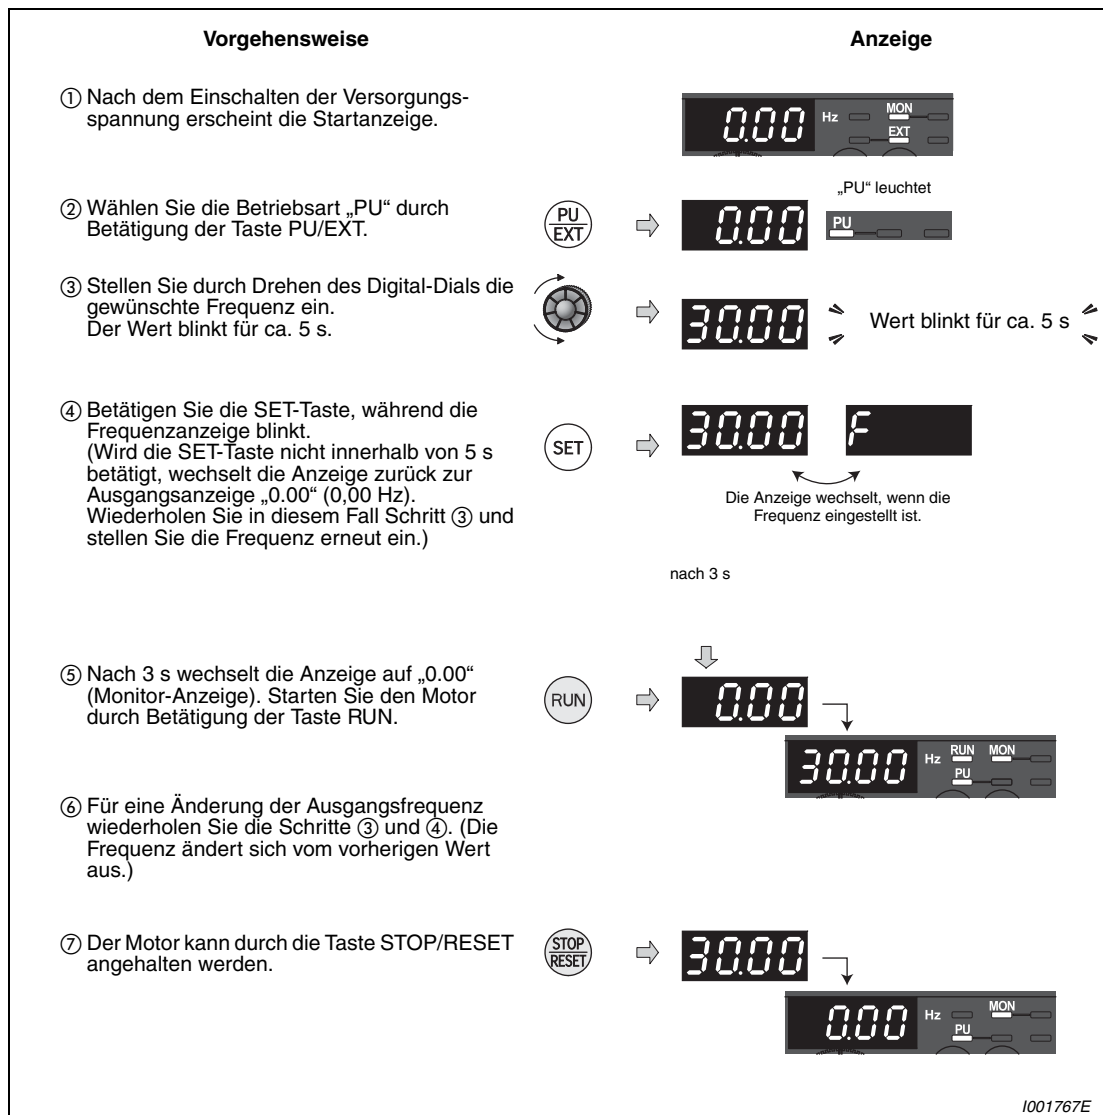 Vorgehensweise
Anzeige
① Nach dem Einschalten der Versorgungs-
spannung erscheint die Startanzeige.
0.00 Hz MON
EXT
② Wählen Sie die Betriebsart „PU“ durch
Betätigung der Taste PU/EXT.
PU
EXT
0.00
„PU“ leuchtet
PU
③ Stellen Sie durch Drehen des Digital-Dials die
gewünschte Frequenz ein.
Der Wert blinkt für ca. 5 s.
30.00
Wert blinkt für ca. 5 s
④ Betätigen Sie die SET-Taste, während die
Frequenzanzeige blinkt.
(Wird die SET-Taste nicht innerhalb von 5 s
betätigt, wechselt die Anzeige zurück zur
Ausgangsanzeige „0.00“ (0,00 Hz).
Wiederholen Sie in diesem Fall Schritt ③ und
stellen Sie die Frequenz erneut ein.)
SET
30.00 F
Die Anzeige wechselt, wenn die
Frequenz eingestellt ist.
nach 3 s
⑤ Nach 3 s wechselt die Anzeige auf „0.00“
(Monitor-Anzeige). Starten Sie den Motor
durch Betätigung der Taste RUN.
RUN
0.00
30.00 Hz RUN MON
PU
⑥ Für eine Änderung der Ausgangsfrequenz
wiederholen Sie die Schritte ③ und ④. (Die
Frequenz ändert sich vom vorherigen Wert
aus.)
⑦ Der Motor kann durch die Taste STOP/RESET
angehalten werden.
STOP
RESET
30.00
0.00 Hz MON
PU
I001767E